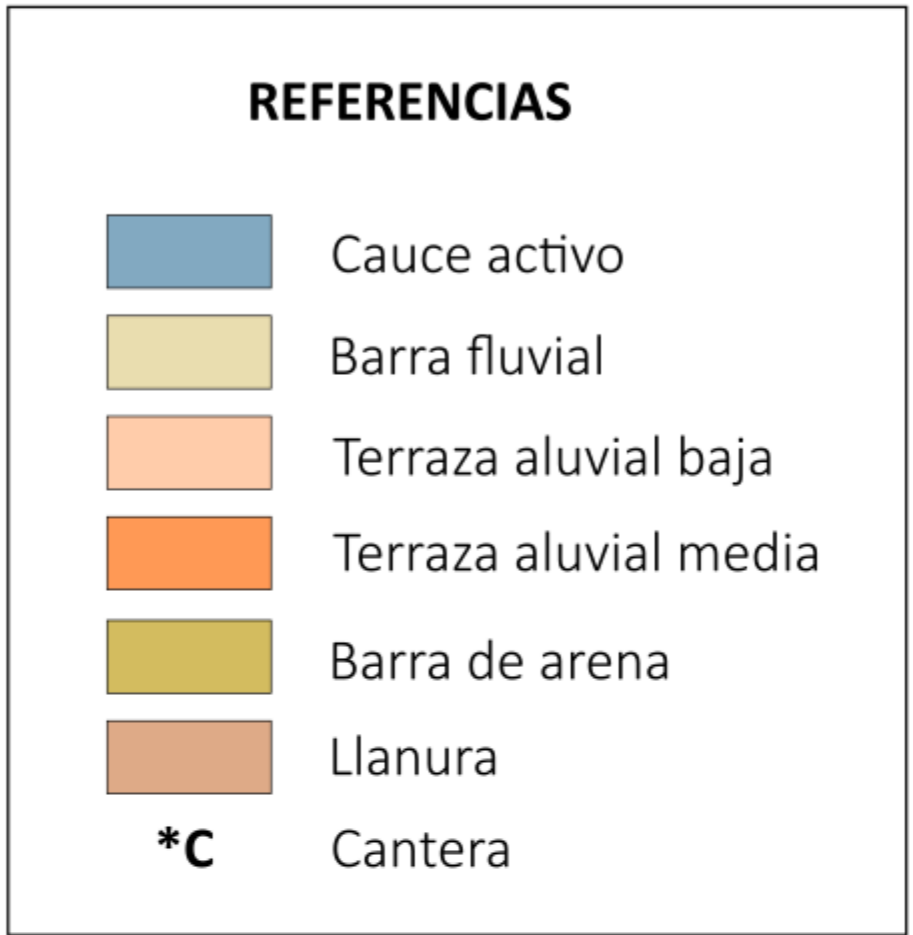 REFERENCIAS
Cauce activo
Barra fluvial
Terraza aluvial baja
Terraza aluvial media
Barra de arena
Llanura
*C Cantera